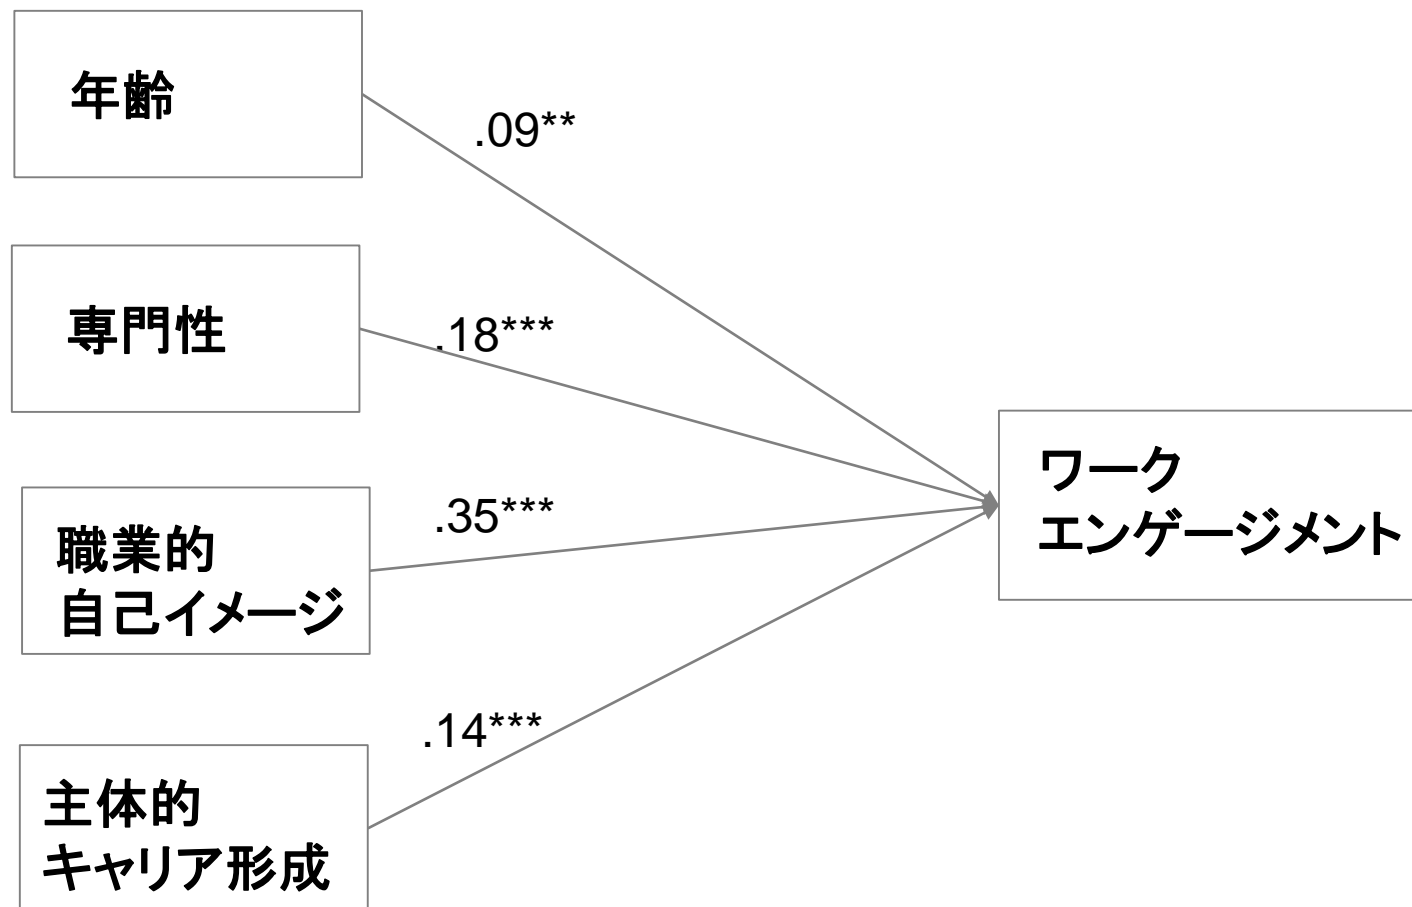 年齢
.09**
専門性
.18***
職業的
自己イメージ
.35***
ワーク
エンゲージメント
.14***
主体的
キャリア形成